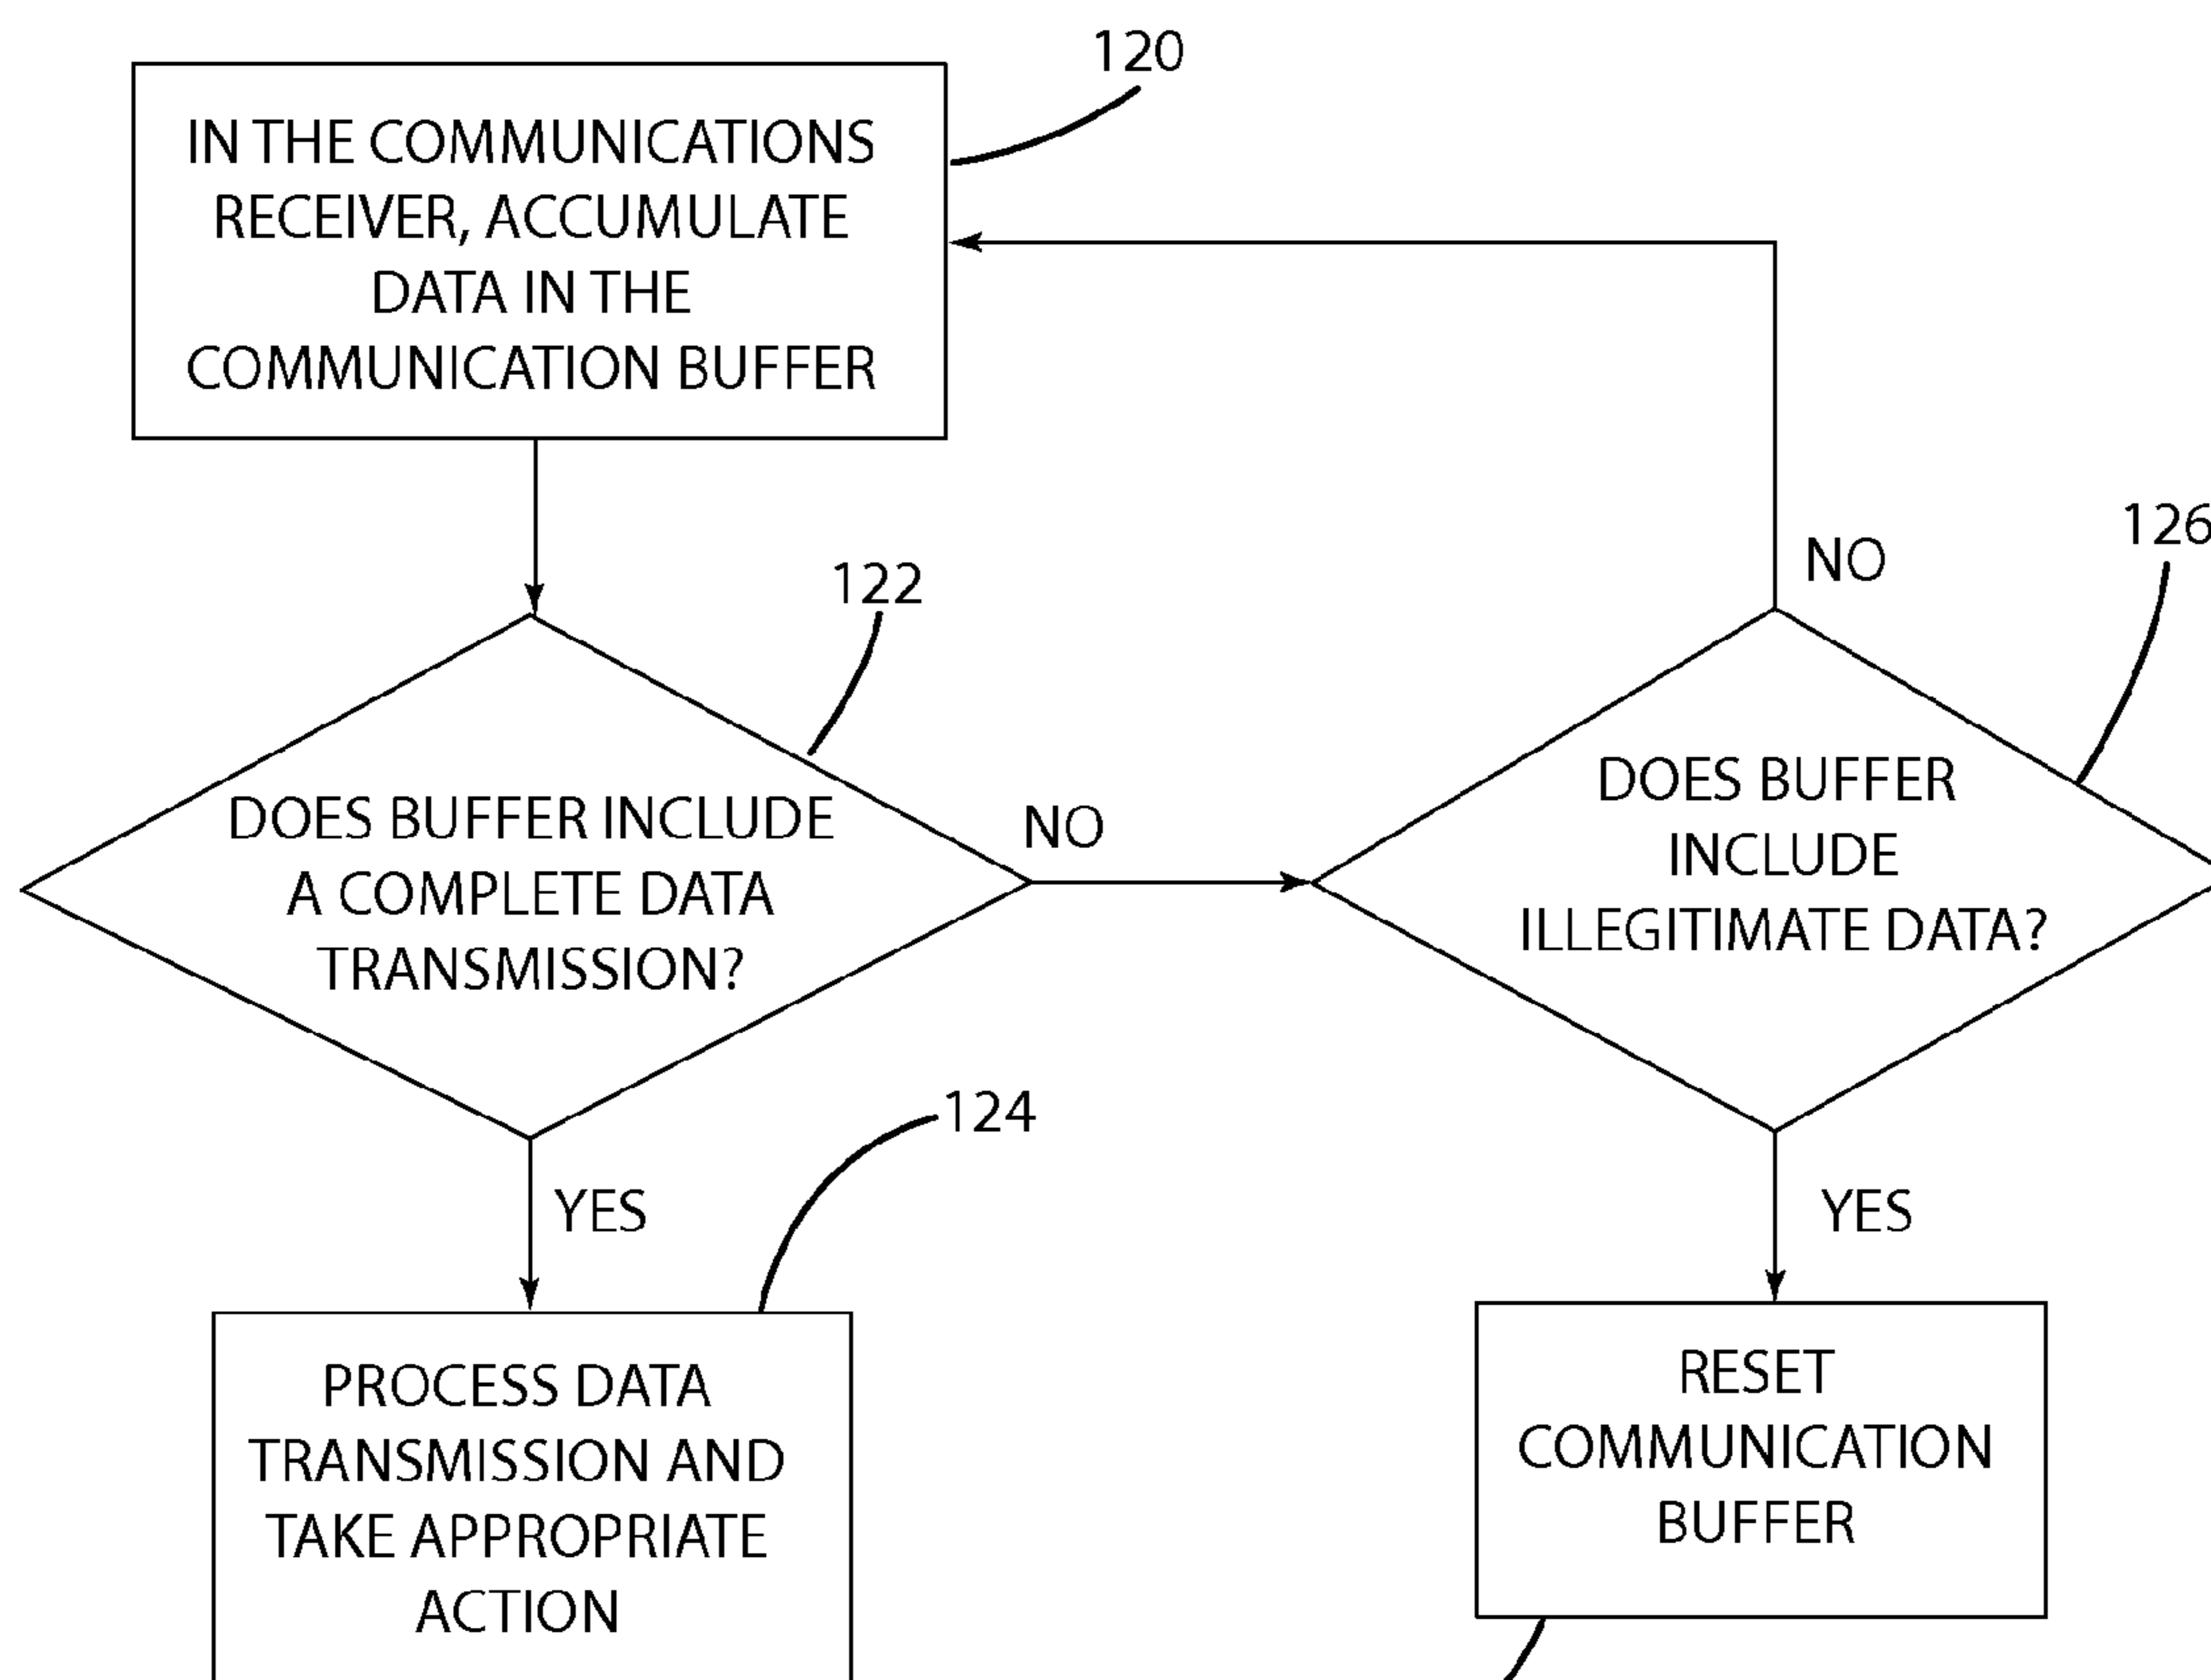 120
IN THE COMMUNICATIONS
RECEIVER, ACCUMULATE
DATA IN THE
COMMUNICATION BUFFER
122
DOES BUFFER INCLUDE
A COMPLETE DATA
TRANSMISSION?
NO
YES
126
NO
DOES BUFFER
INCLUDE
ILLEGITIMATE DATA?
YES
124
PROCESS DATA
TRANSMISSION AND
TAKE APPROPRIATE
ACTION
RESET
COMMUNICATION
BUFFER